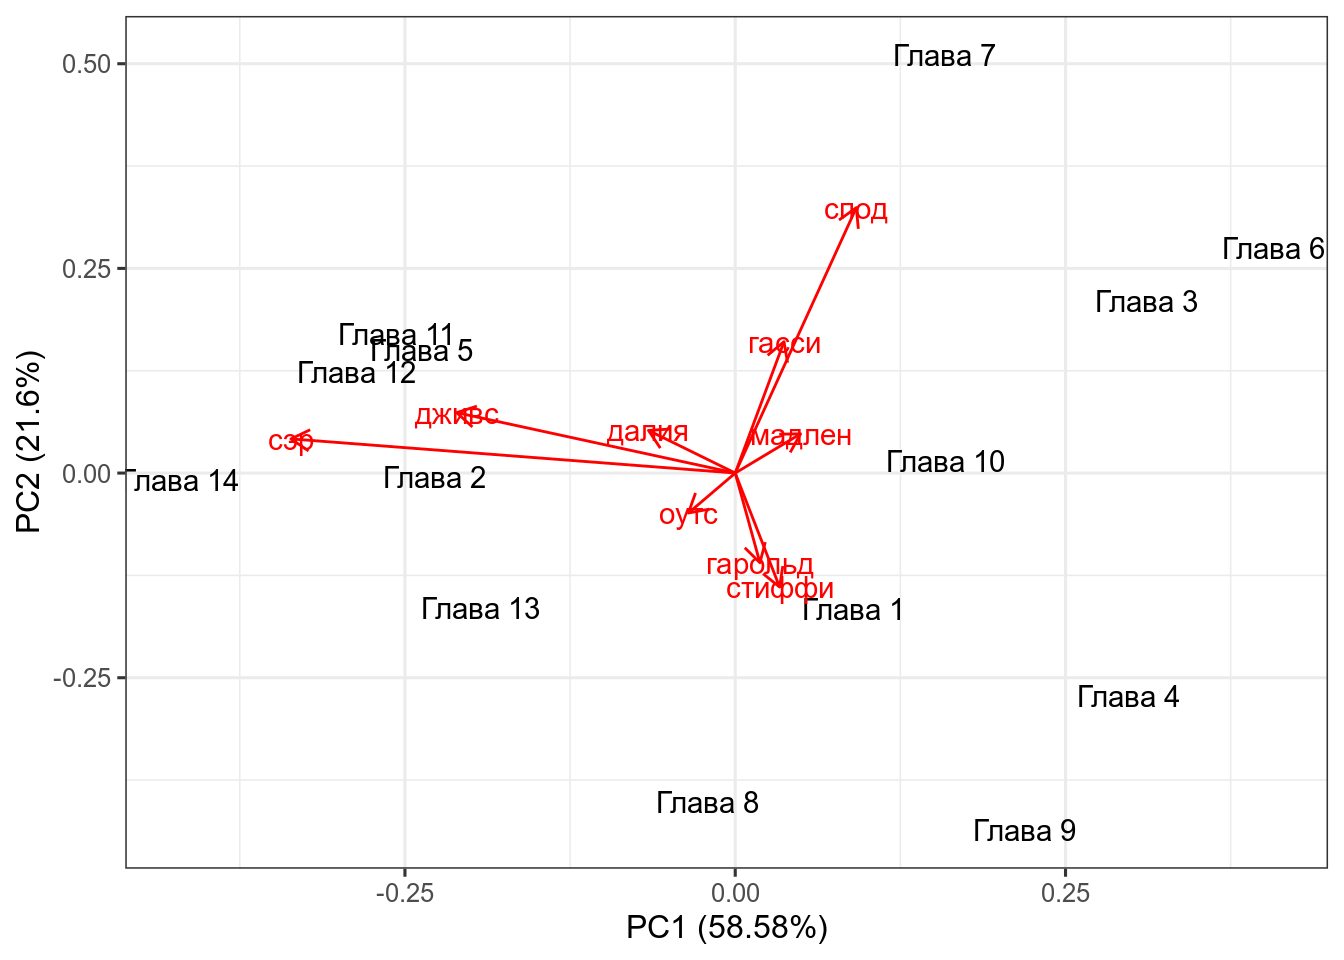 Глава 7
0.50
спод
Глава 6
0.25
Глава 3
гасси
Глава 11
Глава 5
Глава 12
дживс
далия
мадлен
сэр
Глава 10
0.00
Глава 2
лава 14
оутс
гарольд
стиффи
Глава 13
Глава 1
-0.25
Глава 4
Глава 8
Глава 9
-0.25
0.00
0.25
PC1 (58.58%)
PC2 (21.6%)